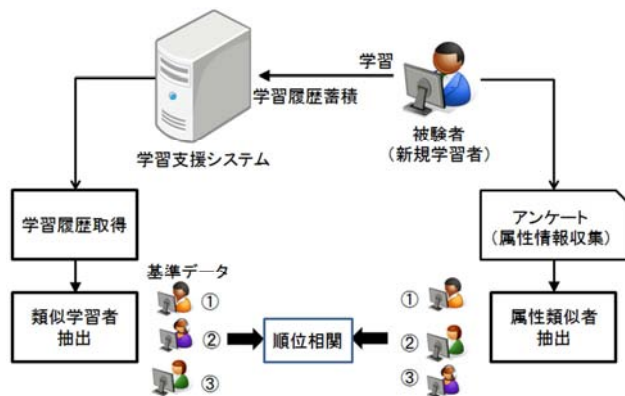 学習
学習履歴蓄積
学習支援システム
被験者
(新規学習者)
学習履歴取得
アンケート
(属性情報収集)
基準データ
類似学習者
抽出
①
②
③
順位相関
①
②
③
属性類似者
抽出